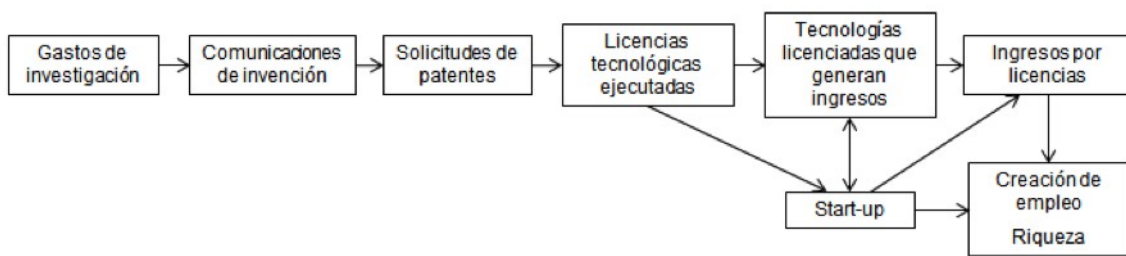 Gastos de
investigación
Comunicaciones
de invención
Solicitudes de
patentes
Licencias
tecnológicas
ejecutadas
Tecnologías
licenciadas que
generan
ingresos
Ingresos por
licencias
Start-up
Creación de
empleo
Riqueza